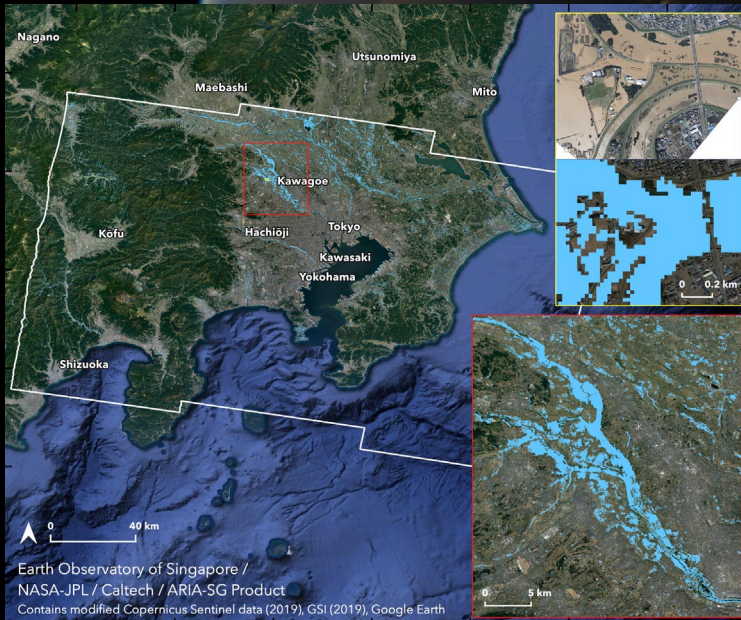 Nagano
Utsunomiya
Maebashi
Mito
Kawagoe
Kōfu
Hachiōji
Tokyo
Kawasaki
Yokohama
Shizuoka
0 0.2 km
0 40 km
0 5 km
Earth Observatory of Singapore /
NASA-JPL / Caltech / ARIA-SG Product
Contains modified Copernicus Sentinel data (2019), GSI (2019), Google Earth